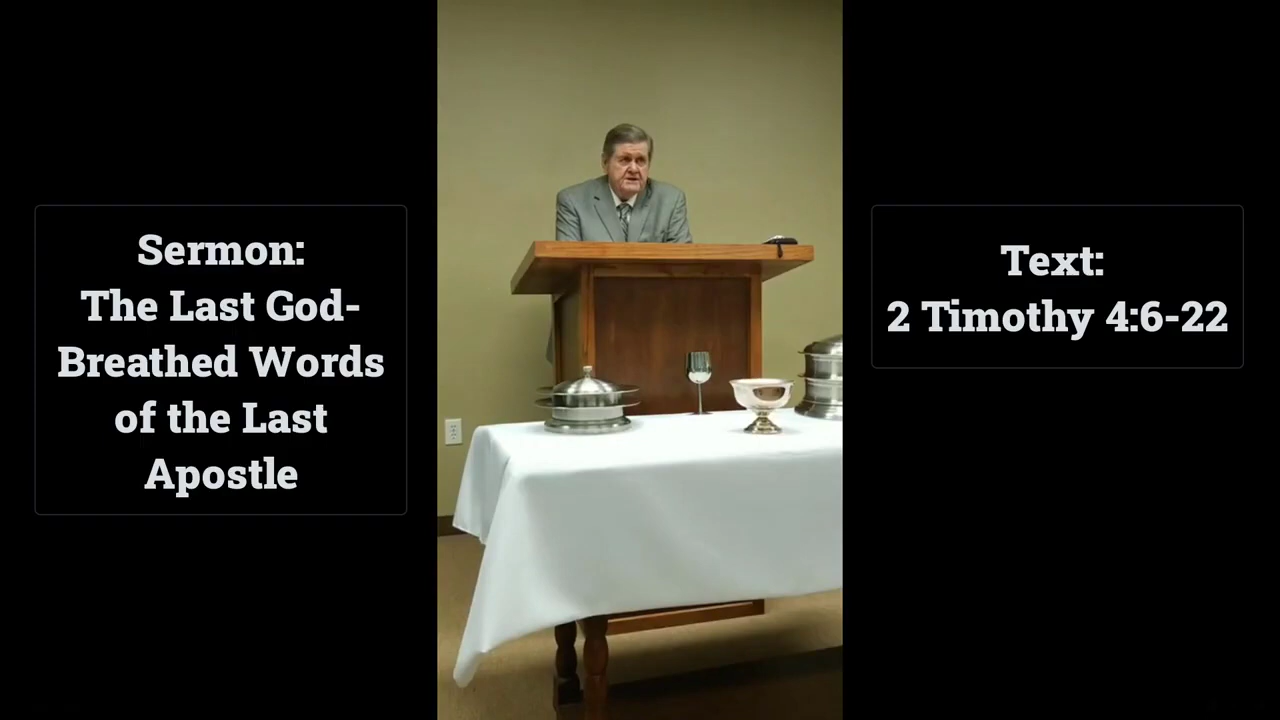 Sermon:
The Last God-
Breathed Words
of the Last
Apostle
Text:
2 Timothy 4:6-22